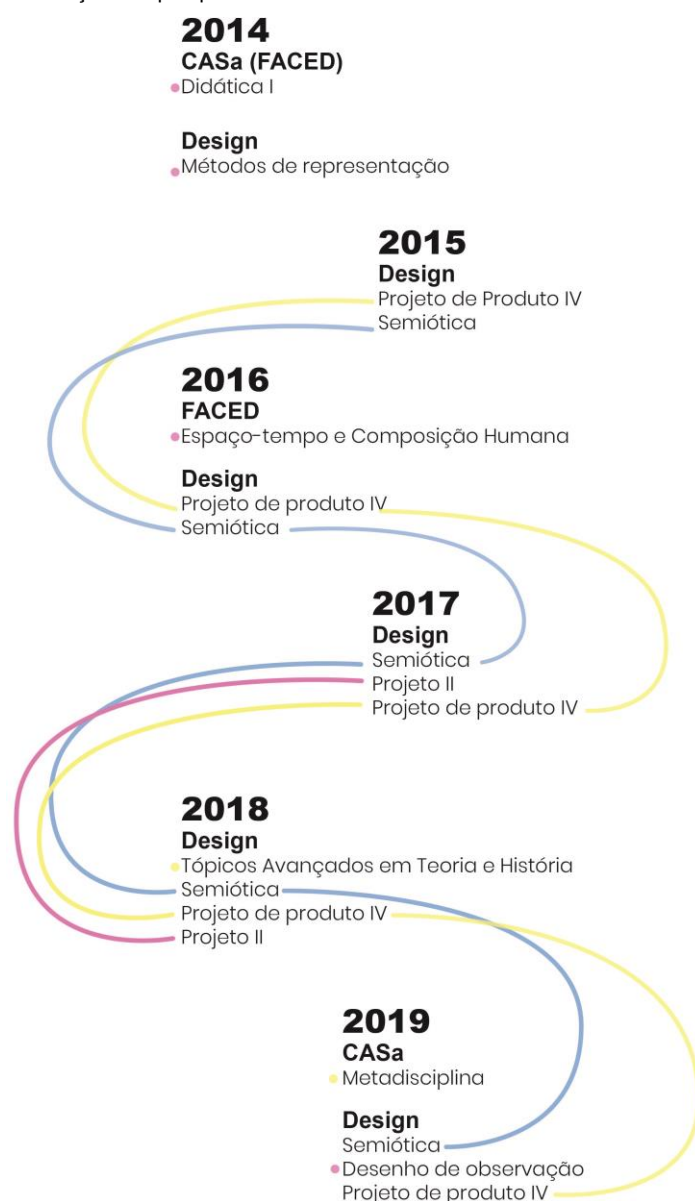 2014
CASa (FACED)
Didática I
Design
Métodos de representação
2015
Design
Projeto de Produto IV
Semiótica
2016
FACED
Espaço-tempo e Composição Humana
Design
Projeto de produto IV
Semiótica
2017
Design
Semiótica
Projeto II
Projeto de produto IV
2018
Design
Tópicos Avançados em Teoria e História
Semiótica
Projeto de produto IV
Projeto II
2019
CASa
Metadisciplina
Design
Semiótica
Desenho de observação
Projeto de produto IV